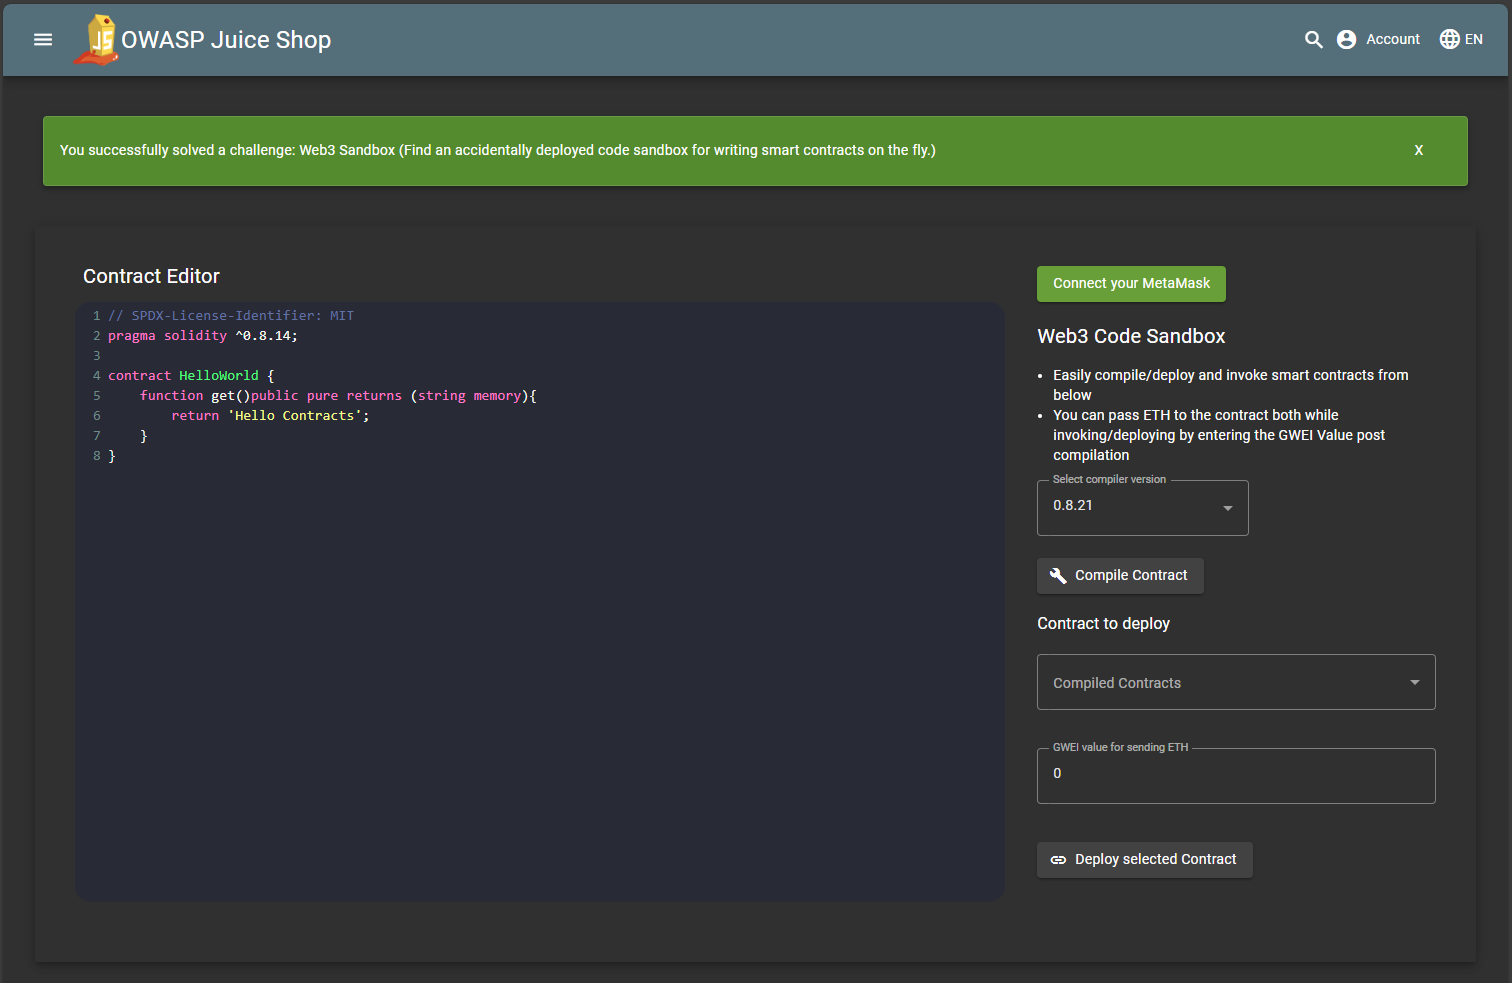 OWASP Juice Shop
Account
EN
You successfully solved a challenge: Web3 Sandbox (Find an accidentally deployed code sandbox for writing smart contracts on the fly.)
X
Contract Editor
1 // SPDX-License-Identifier: MIT
2 pragma solidity ^0.8.14;
3
4 contract HelloWorld {
5     function get()public pure returns (string memory){
6         return 'Hello Contracts';
7     }
8 }
Connect your MetaMask
Web3 Code Sandbox
• Easily compile/deploy and invoke smart contracts from
below
• You can pass ETH to the contract both while
invoking/deploying by entering the GWEI Value post
compilation
Select compiler version
0.8.21
Compile Contract
Contract to deploy
Compiled Contracts
GWEI value for sending ETH
0
Deploy selected Contract